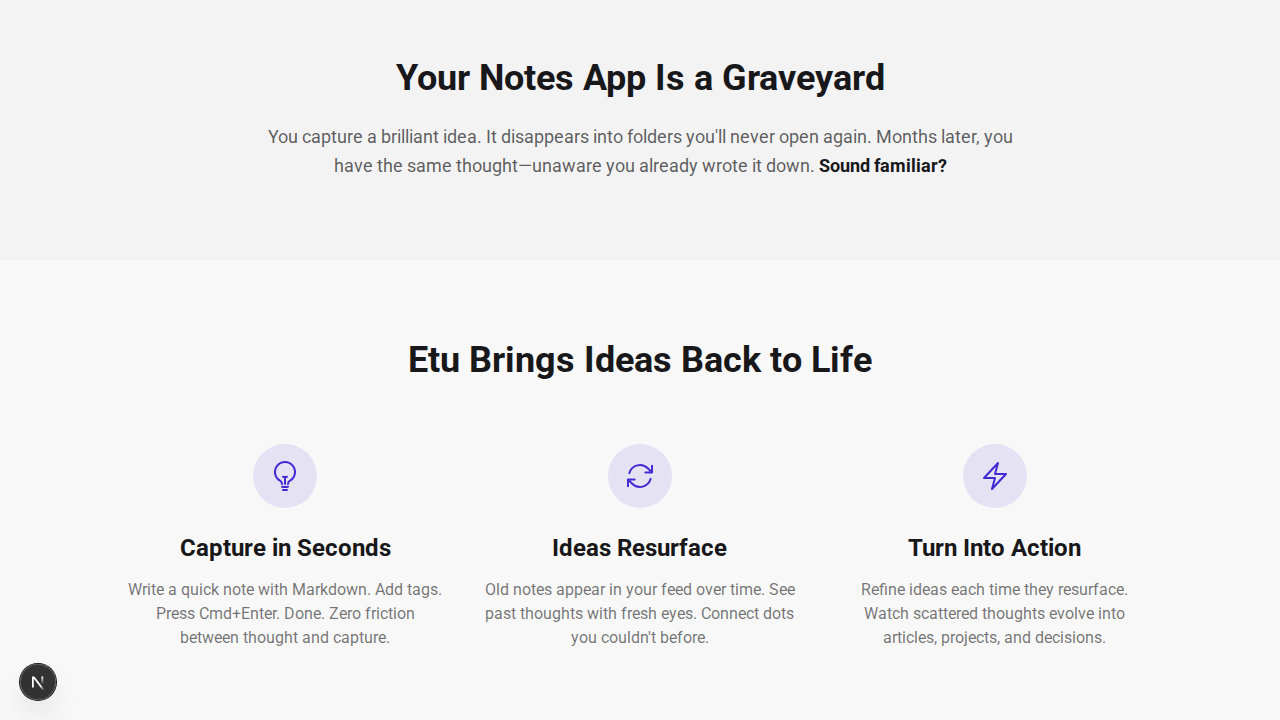 Your Notes App Is a Graveyard
You capture a brilliant idea. It disappears into folders you'll never open again. Months later, you
have the same thought—unaware you already wrote it down. Sound familiar?
Etu Brings Ideas Back to Life
Capture in Seconds
Write a quick note with Markdown. Add tags.
Press Cmd+Enter. Done. Zero friction
between thought and capture.
Ideas Resurface
Old notes appear in your feed over time. See
past thoughts with fresh eyes. Connect dots
you couldn't before.
Turn Into Action
Refine ideas each time they resurface.
Watch scattered thoughts evolve into
articles, projects, and decisions.
N